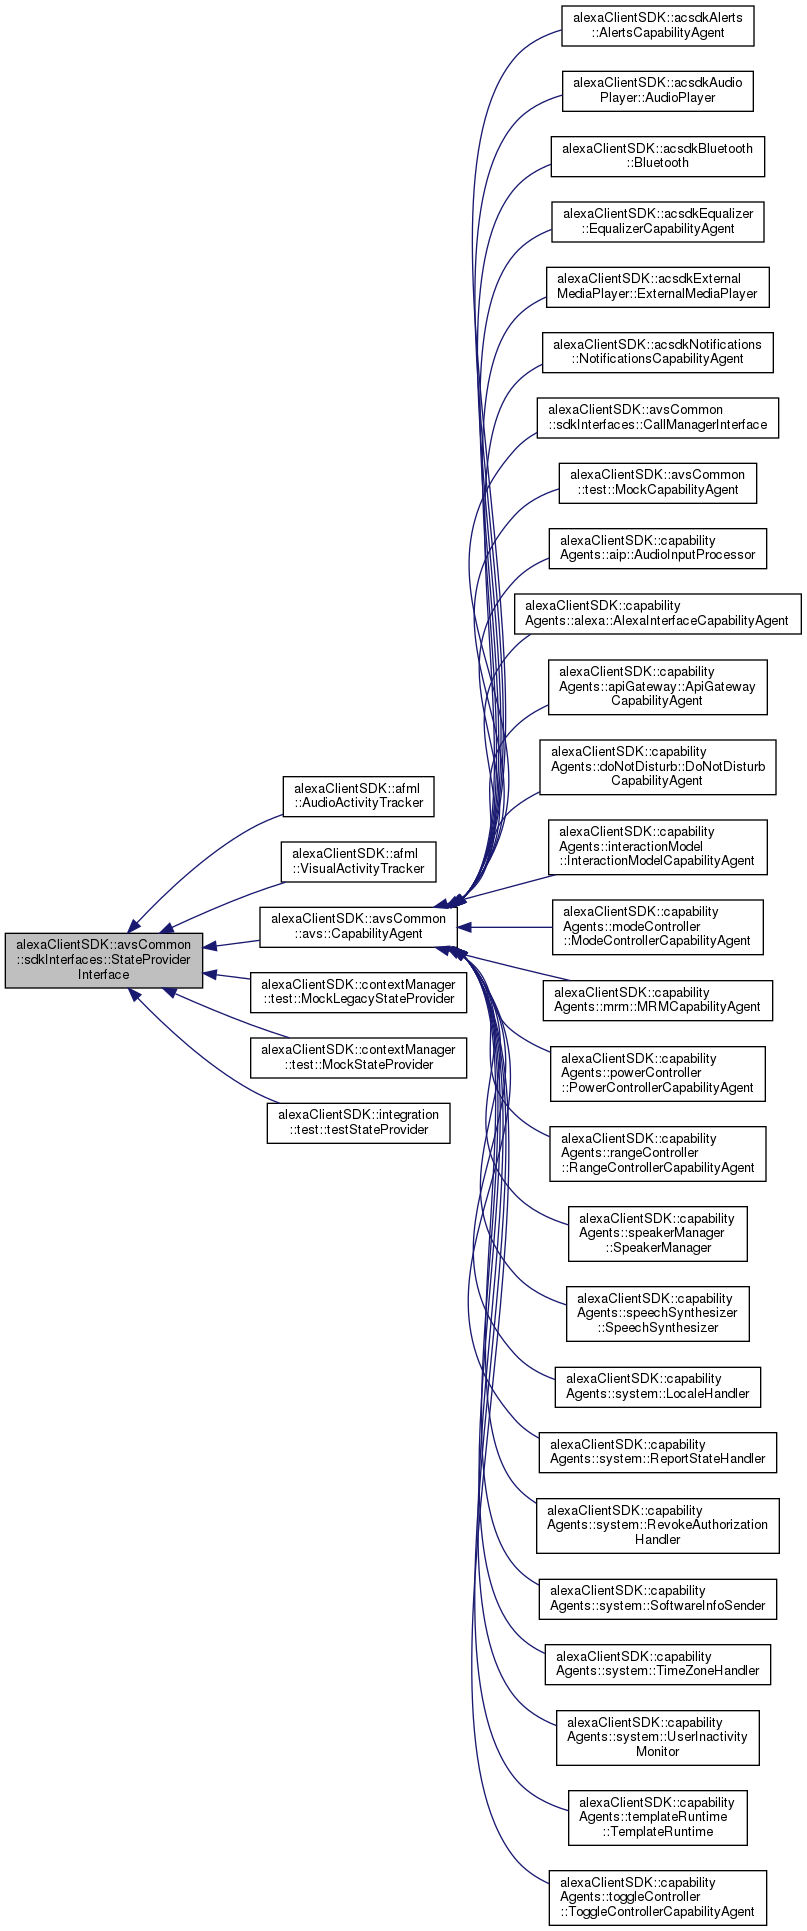 alexaClientSDK::acsdkAlerts
::AlertsCapabilityAgent
alexaClientSDK::acsdkAudio
Player::AudioPlayer
alexaClientSDK::acsdkBluetooth
::Bluetooth
alexaClientSDK::acsdkEqualizer
::EqualizerCapabilityAgent
alexaClientSDK::acsdkExternal
MediaPlayer::ExternalMediaPlayer
alexaClientSDK::acsdkNotifications
::NotificationsCapabilityAgent
alexaClientSDK::avsCommon
::sdkInterfaces::CallManagerInterface
alexaClientSDK::avsCommon
::test::MockCapabilityAgent
alexaClientSDK::capability
Agents::aip::AudioInputProcessor
alexaClientSDK::capability
Agents::alexa::AlexaInterfaceCapabilityAgent
alexaClientSDK::capability
Agents::apiGateway::ApiGateway
CapabilityAgent
alexaClientSDK::capability
Agents::doNotDisturb::DoNotDisturb
CapabilityAgent
alexaClientSDK::capability
Agents::interactionModel
::InteractionModelCapabilityAgent
alexaClientSDK::capability
Agents::modeController
::ModeControllerCapabilityAgent
alexaClientSDK::capability
Agents::mrm::MRMCapabilityAgent
alexaClientSDK::capability
Agents::powerController
::PowerControllerCapabilityAgent
alexaClientSDK::capability
Agents::rangeController
::RangeControllerCapabilityAgent
alexaClientSDK::capability
Agents::speakerManager
::SpeakerManager
alexaClientSDK::capability
Agents::speechSynthesizer
::SpeechSynthesizer
alexaClientSDK::capability
Agents::system::LocaleHandler
alexaClientSDK::capability
Agents::system::ReportStateHandler
alexaClientSDK::capability
Agents::system::RevokeAuthorization
Handler
alexaClientSDK::capability
Agents::system::SoftwareInfoSender
alexaClientSDK::capability
Agents::system::TimeZoneHandler
alexaClientSDK::capability
Agents::system::UserInactivity
Monitor
alexaClientSDK::capability
Agents::templateRuntime
::TemplateRuntime
alexaClientSDK::capability
Agents::toggleController
::ToggleControllerCapabilityAgent
alexaClientSDK::afml
::AudioActivityTracker
alexaClientSDK::afml
::VisualActivityTracker
alexaClientSDK::avsCommon
::avs::CapabilityAgent
alexaClientSDK::contextManager
::test::MockLegacyStateProvider
alexaClientSDK::contextManager
::test::MockStateProvider
alexaClientSDK::integration
::test::testStateProvider
alexaClientSDK::avsCommon
::sdkInterfaces::StateProvider
Interface